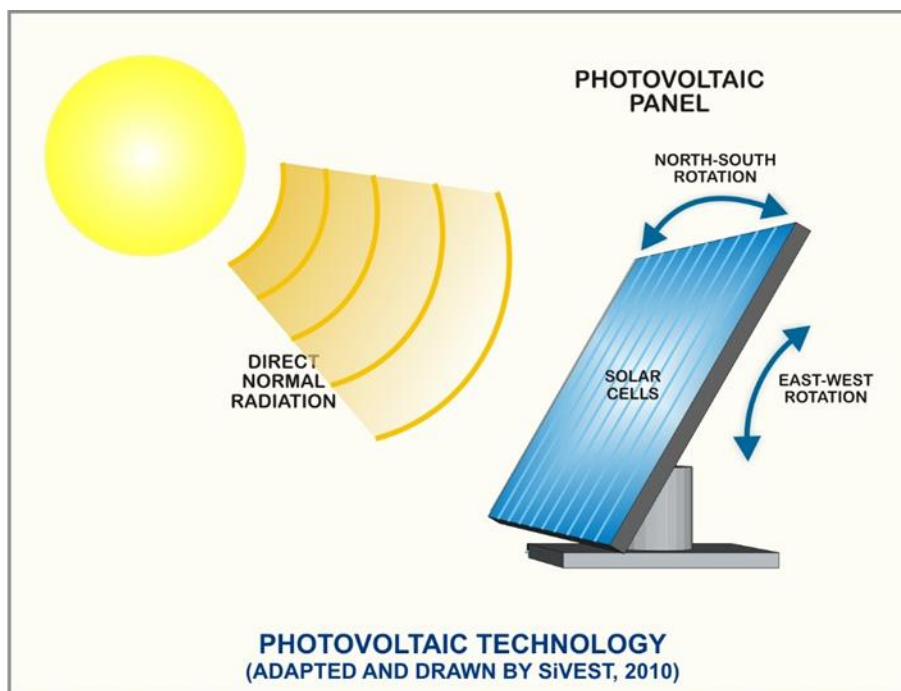 PHOTOVOLTAIC
PANEL
NORTH-SOUTH
ROTATION
DIRECT
NORMAL
RADIATION
SOLAR
CELLS
EAST-WEST
ROTATION
PHOTOVOLTAIC TECHNOLOGY
(ADAPTED AND DRAWN BY SiVEST, 2010)